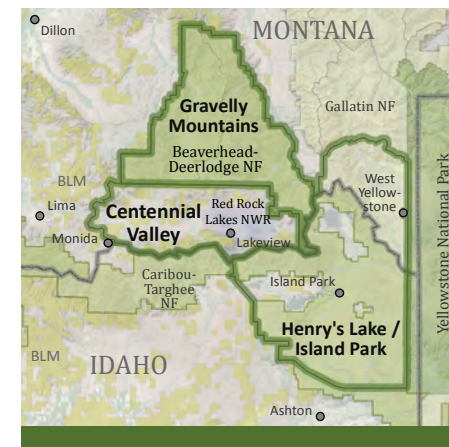 Dillon
MONTANA
Gravelly
Mountains
Gallatin NF
Beaverhead-
Deerlodge NF
BLM
West
Yellow-
stone
Yellowstone National Park
Lima
Centennial
Valley
Red Rock
Lakes NWR
Monida
Lakeview
Caribou-
Targhee
NF
Island Park
Henry's Lake /
Island Park
BLM
IDAHO
Ashton